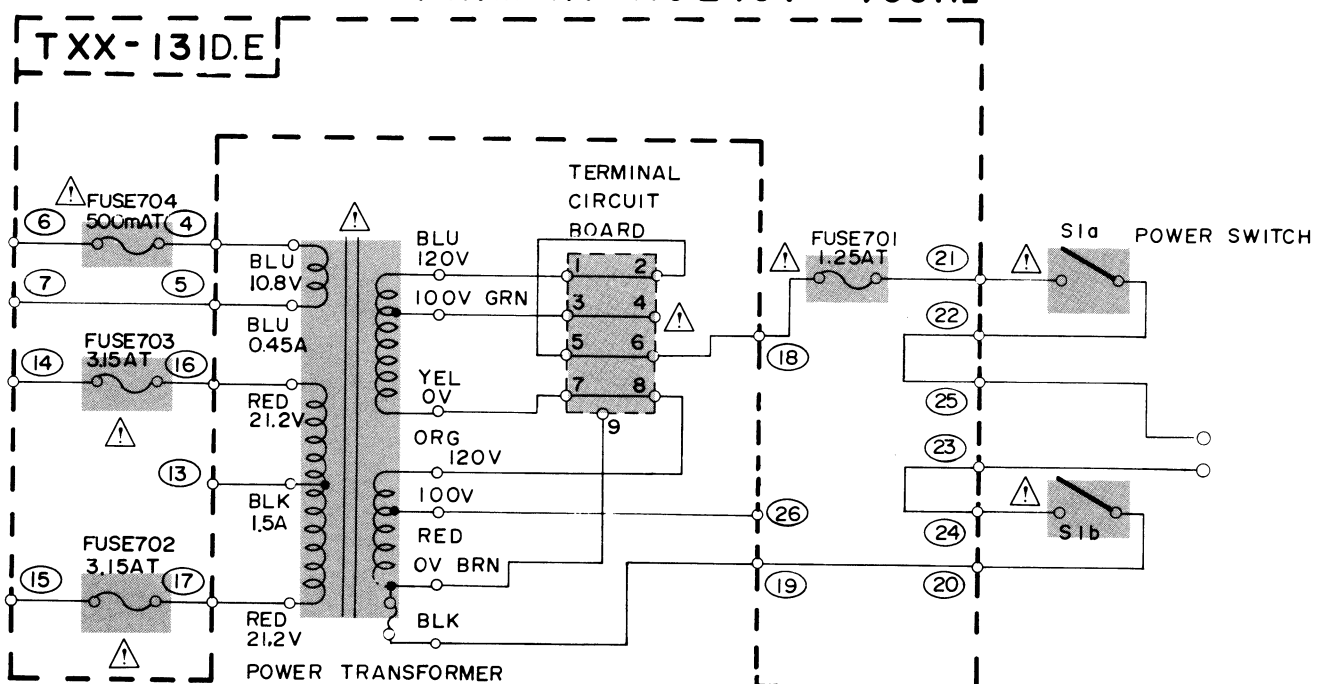 TXX-131D.E
TERMINAL
CIRCUIT
BOARD
FUSE704
500mAT
6
4
7
5
BLU
10.8V
BLU
0.45A
BLU
120V
100V GRN
1 2
3 4
5 6
7 8
9
FUSE701
1.25AT
18
21
S1a
POWER SWITCH
22
25
FUSE703
3.15AT
14
16
RED
21.2V
YEL
0V
ORG
120V
13
BLK
1.5A
100V
RED
26
23
24
S1b
FUSE702
3.15AT
15
17
0V BRN
19
20
RED
21.2V
BLK
POWER TRANSFORMER